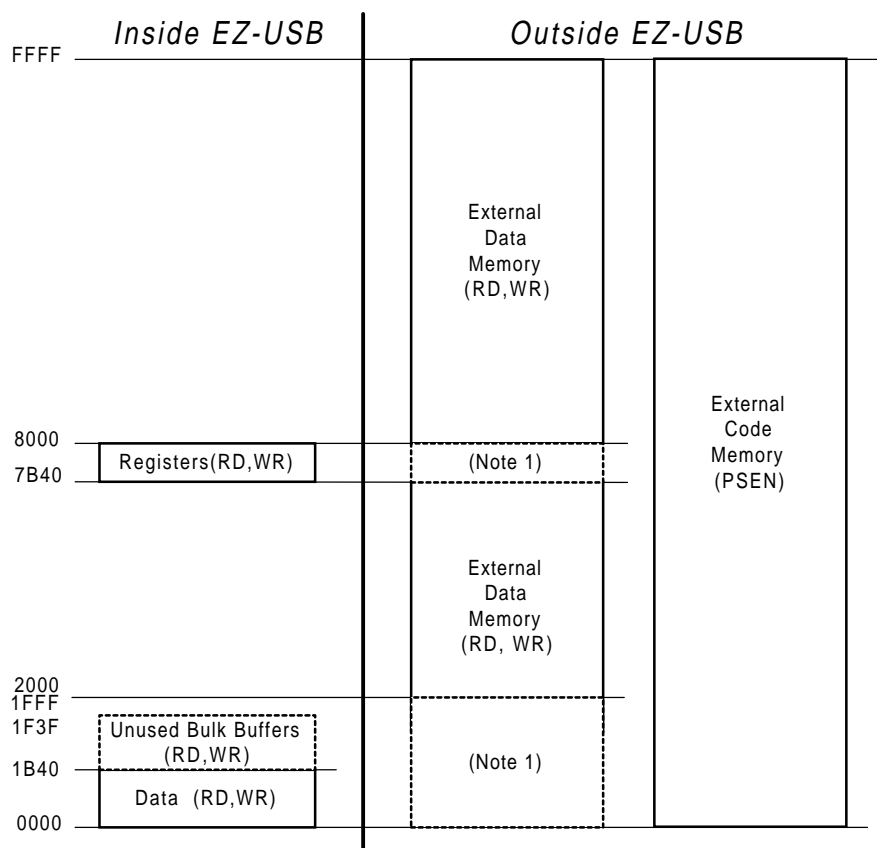 Inside EZ-USB
Outside EZ-USB
FFFF
External
Data
Memory
(RD,WR)
External
Code
Memory
(PSEN)
8000
Registers(RD,WR)
(Note 1)
7B40
External
Data
Memory
(RD, WR)
2000
1FFF
1F3F
Unused Bulk Buffers
(RD,WR)
(Note 1)
1B40
Data (RD,WR)
0000